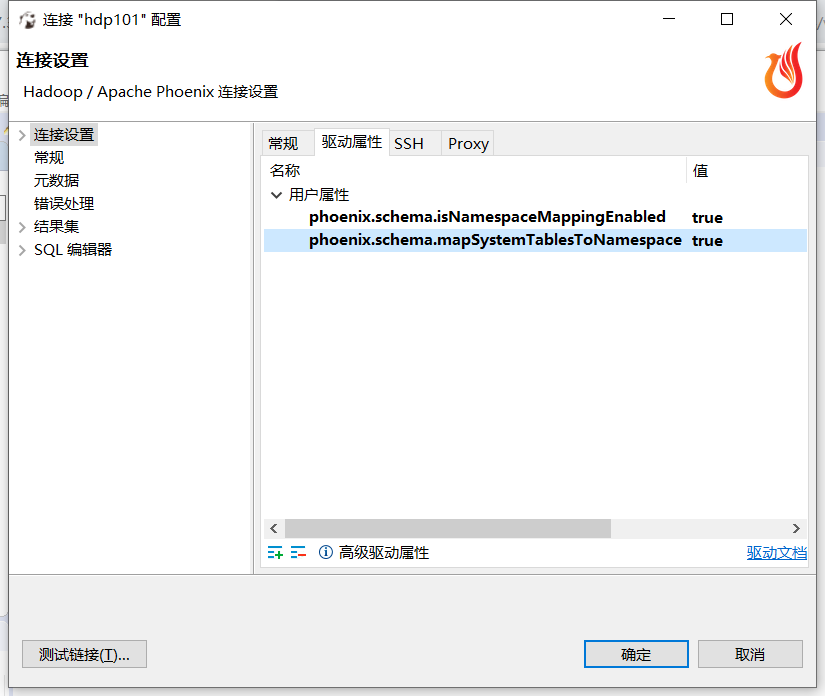 连接 "hdp101" 配置
连接设置
Hadoop / Apache Phoenix 连接设置
连接设置
常规
元数据
错误处理
结果集
SQL 编辑器
常规 驱动属性 SSH Proxy
名称 值
用户属性
phoenix.schema.isNamespaceMappingEnabled true
phoenix.schema.mapSystemTablesToNamespace true
高级驱动属性 驱动文档
测试链接(T)... 确定 取消